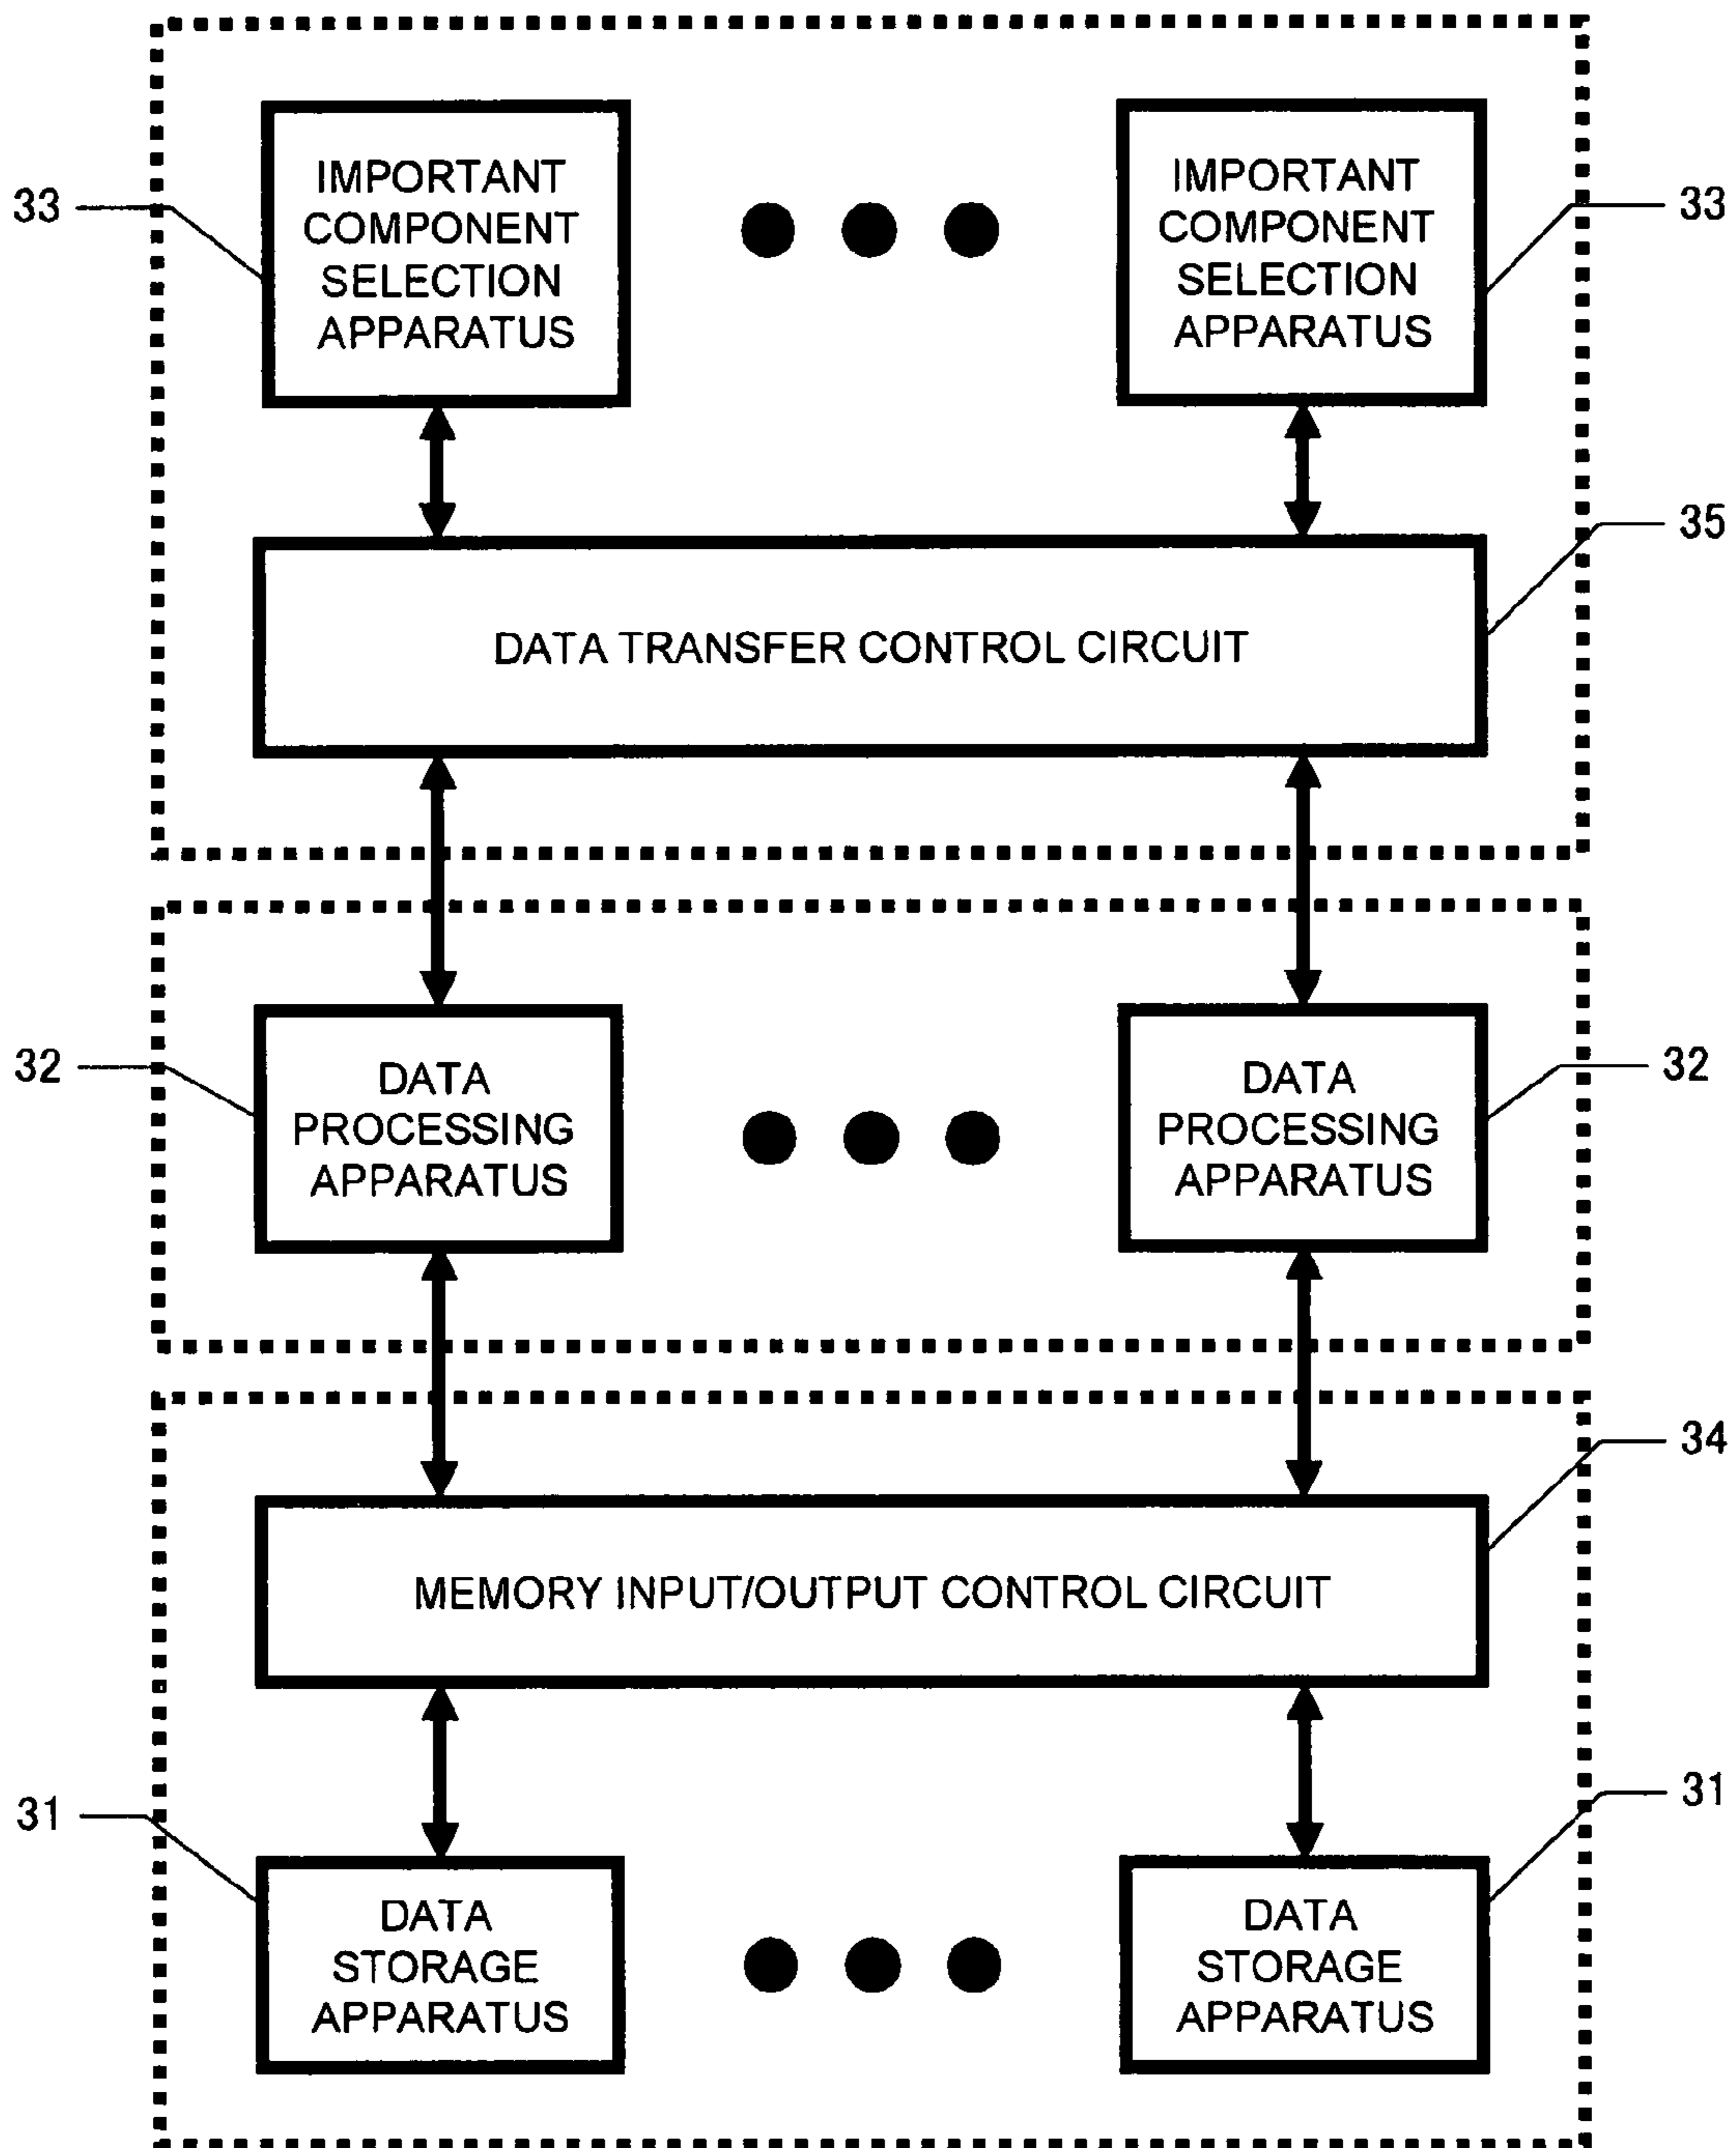 IMPORTANT
COMPONENT
SELECTION
APPARATUS
IMPORTANT
COMPONENT
SELECTION
APPARATUS
33
33
35
DATA TRANSFER CONTROL CIRCUIT
32
DATA
PROCESSING
APPARATUS
DATA
PROCESSING
APPARATUS
32
34
MEMORY INPUT/OUTPUT CONTROL CIRCUIT
31
31
DATA
STORAGE
APPARATUS
DATA
STORAGE
APPARATUS